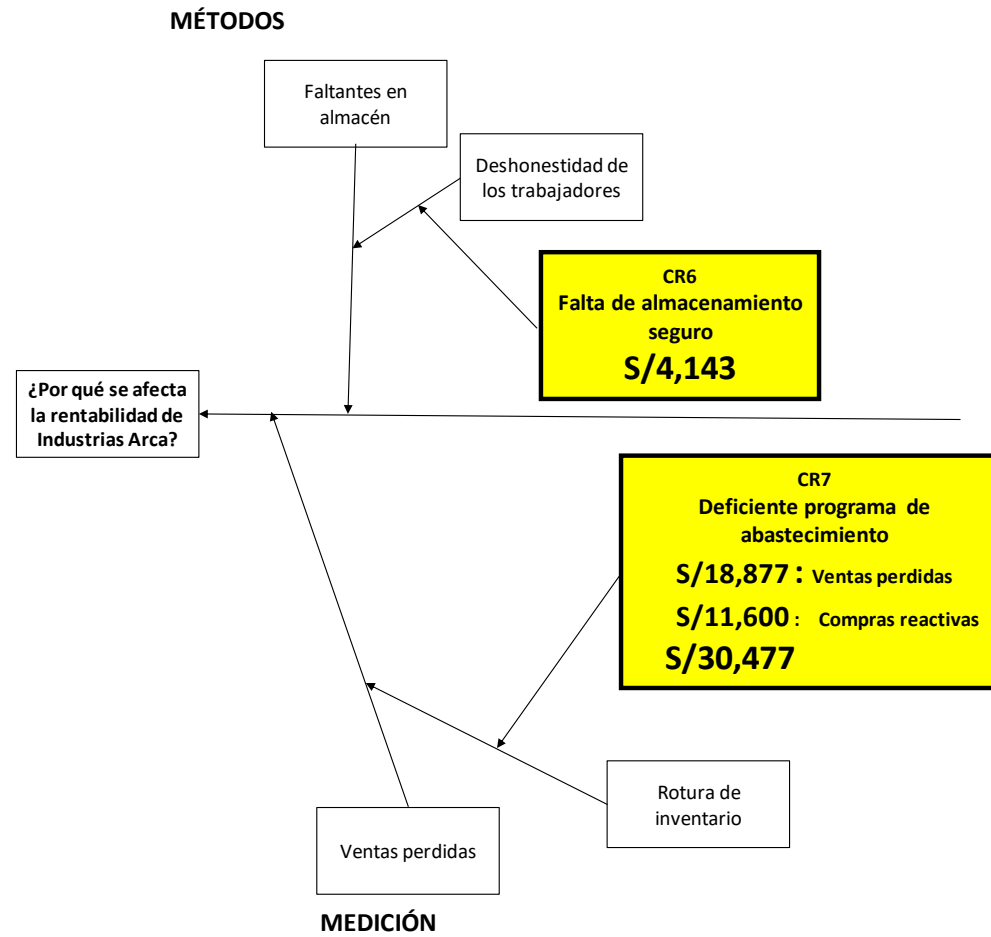 MÉTODOS
Faltantes en
almacén
Deshonestidad de
los trabajadores
CR6
Falta de almacenamiento
seguro
S/4,143
¿Por qué se afecta
la rentabilidad de
Industrias Arca?
CR7
Deficiente programa de
abastecimiento
S/18,877 : Ventas perdidas
S/11,600 : Compras reactivas
S/30,477
Rotura de
inventario
Ventas perdidas
MEDICIÓN